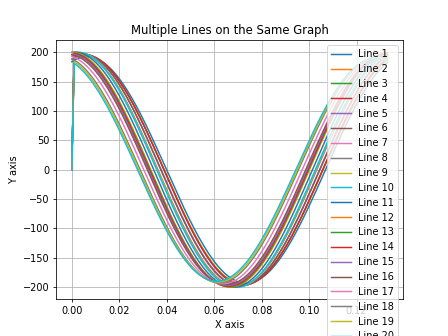 Multiple Lines on the Same Graph
200
150
100
50
0
−50
−100
−150
−200
Y axis
0.00
0.02
0.04
0.06
0.08
0.10
X axis
Line 1
Line 2
Line 3
Line 4
Line 5
Line 6
Line 7
Line 8
Line 9
Line 10
Line 11
Line 12
Line 13
Line 14
Line 15
Line 16
Line 17
Line 18
Line 19
Line 20